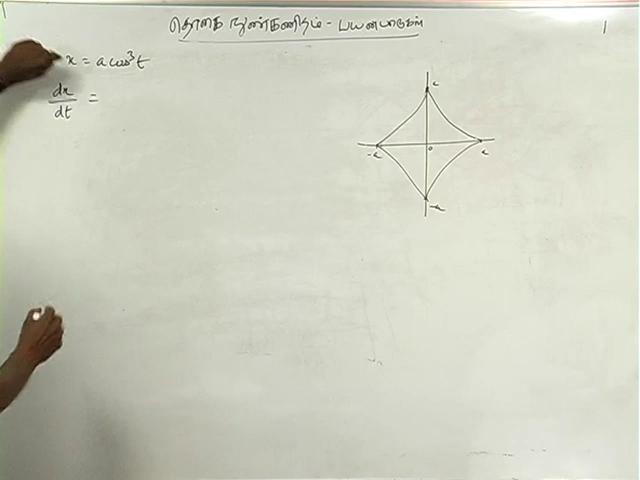 தொகை நுண்கணிதம் - பயன்பாடுகள்
1
x = a cos³t
dx/dt =
a
-a
o
a
-a